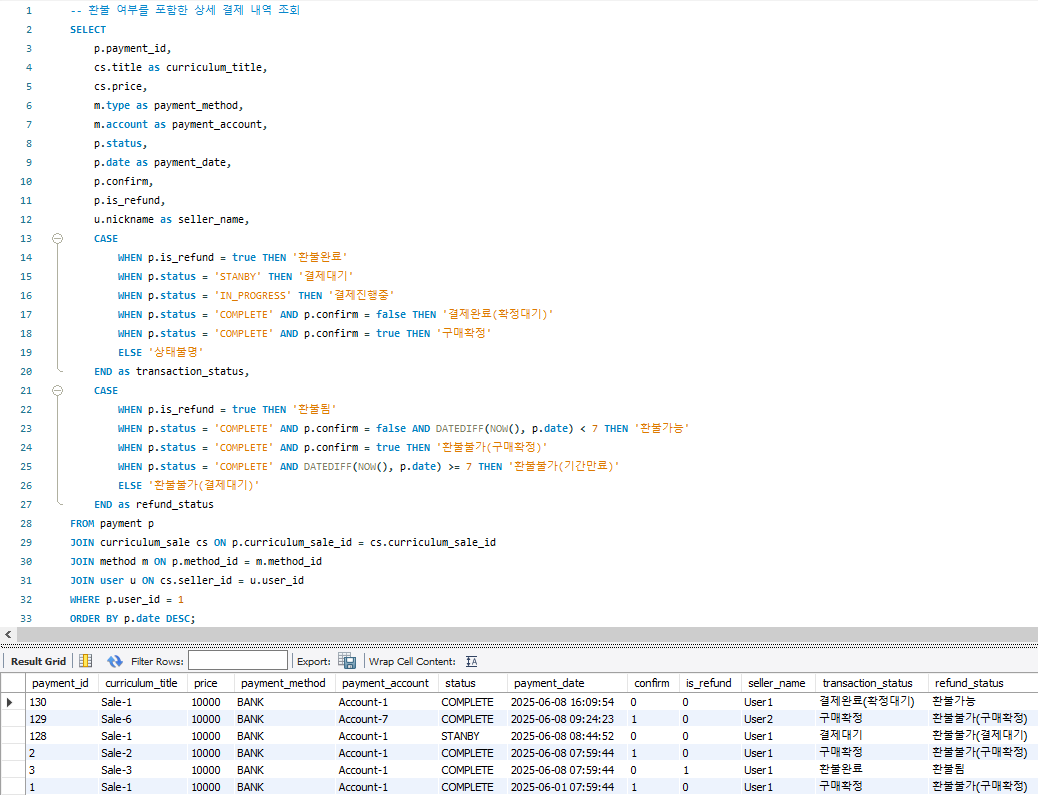 1 -- 환불 여부를 포함한 상세 결제 내역 조회
2 SELECT
3 p.payment_id,
4 cs.title as curriculum_title,
5 cs.price,
6 m.type as payment_method,
7 m.account as payment_account,
8 p.status,
9 p.date as payment_date,
10 p.confirm,
11 p.is_refund,
12 u.nickname as seller_name,
13 CASE
14 WHEN p.is_refund = true THEN '환불완료'
15 WHEN p.status = 'STANBY' THEN '결제대기'
16 WHEN p.status = 'IN_PROGRESS' THEN '결제진행중'
17 WHEN p.status = 'COMPLETE' AND p.confirm = false THEN '결제완료(확정대기)'
18 WHEN p.status = 'COMPLETE' AND p.confirm = true THEN '구매확정'
19 ELSE '상태불명'
20 END as transaction_status,
21 CASE
22 WHEN p.is_refund = true THEN '환불됨'
23 WHEN p.status = 'COMPLETE' AND p.confirm = false AND DATEDIFF(NOW(), p.date) < 7 THEN '환불가능'
24 WHEN p.status = 'COMPLETE' AND p.confirm = true THEN '환불불가(구매확정)'
25 WHEN p.status = 'COMPLETE' AND DATEDIFF(NOW(), p.date) >= 7 THEN '환불불가(기간만료)'
26 ELSE '환불불가(결제대기)'
27 END as refund_status
28 FROM payment p
29 JOIN curriculum_sale cs ON p.curriculum_sale_id = cs.curriculum_sale_id
30 JOIN method m ON p.method_id = m.method_id
31 JOIN user u ON cs.seller_id = u.user_id
32 WHERE p.user_id = 1
33 ORDER BY p.date DESC;
Result Grid Filter Rows: Export: Wrap Cell Content:
payment_id curriculum_title price payment_method payment_account status payment_date confirm is_refund seller_name transaction_status refund_status
130 Sale-1 10000 BANK Account-1 COMPLETE 2025-06-08 16:09:54 0 0 User1 결제완료(확정대기) 환불가능
129 Sale-6 10000 BANK Account-7 COMPLETE 2025-06-08 09:24:23 1 0 User2 구매확정 환불불가(구매확정)
128 Sale-1 10000 BANK Account-1 STANBY 2025-06-08 08:44:52 0 0 User1 결제대기 환불불가(결제대기)
2 Sale-2 10000 BANK Account-1 COMPLETE 2025-06-08 07:59:44 1 0 User1 구매확정 환불불가(구매확정)
3 Sale-3 10000 BANK Account-1 COMPLETE 2025-06-08 07:59:44 0 1 User1 환불완료 환불됨
1 Sale-1 10000 BANK Account-1 COMPLETE 2025-06-01 07:59:44 1 0 User1 구매확정 환불불가(구매확정)